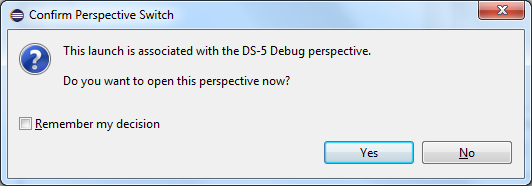 Confirm Perspective Switch
This launch is associated with the DS-5 Debug perspective.
Do you want to open this perspective now?
Remember my decision
Yes
No